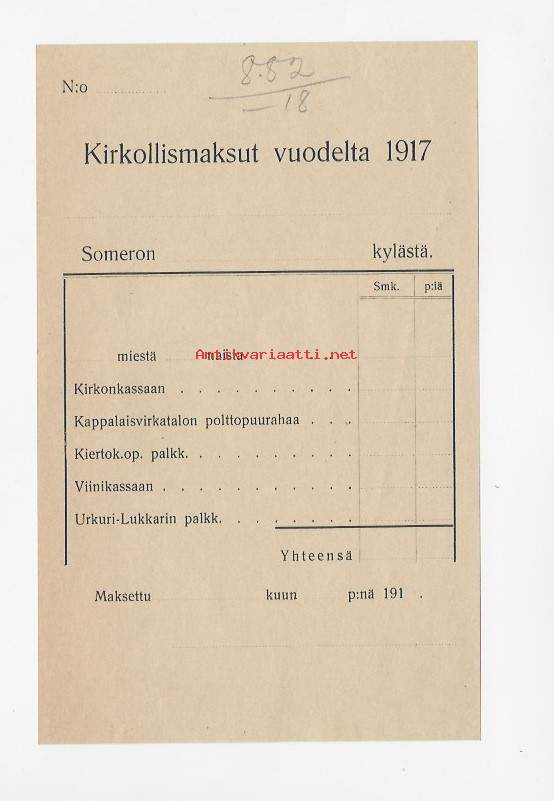 8.82
—18
N:o
Kirkollismaksut vuodelta 1917
Someron kylästä.
Smk. p:iä
miestä naista
Antikvariaatti.net
Kirkonkassaan . . . . . . . . . .
Kappalaisvirkatalon polttopuurahaa . . .
Kiertok.op. palkk. . . . . . . . . .
Viinikassaan . . . . . . . . . . .
Urkuri-Lukkarin palkk. . . . . . . .
Yhteensä
Maksettu kuun p:nä 191 .